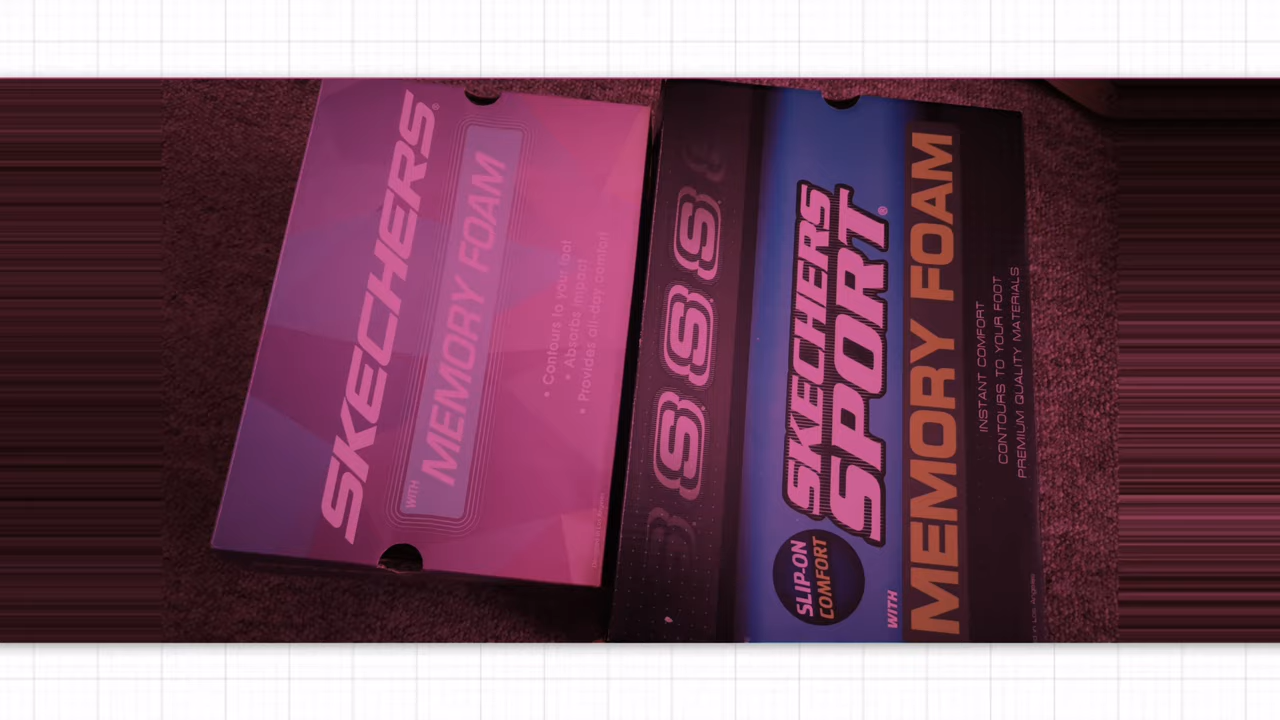 SKECHERS®
WITH MEMORY FOAM
• Contours to your foot
• Absorbs impact
• Provides all-day comfort
S S S
SKECHERS
SPORT®
SLIP-ON
COMFORT
WITH MEMORY FOAM
INSTANT COMFORT
CONTOURS TO YOUR FOOT
PREMIUM QUALITY MATERIALS